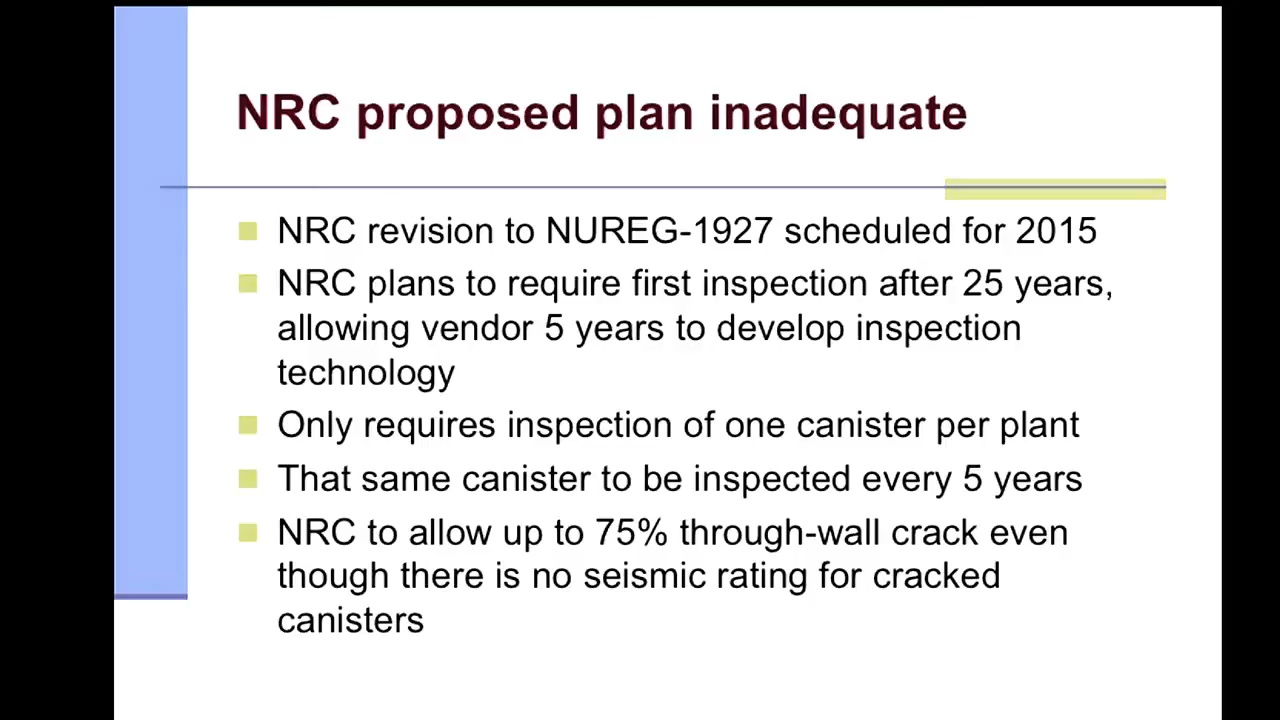 NRC proposed plan inadequate
NRC revision to NUREG-1927 scheduled for 2015
NRC plans to require first inspection after 25 years,
allowing vendor 5 years to develop inspection
technology
Only requires inspection of one canister per plant
That same canister to be inspected every 5 years
NRC to allow up to 75% through-wall crack even
though there is no seismic rating for cracked
canisters